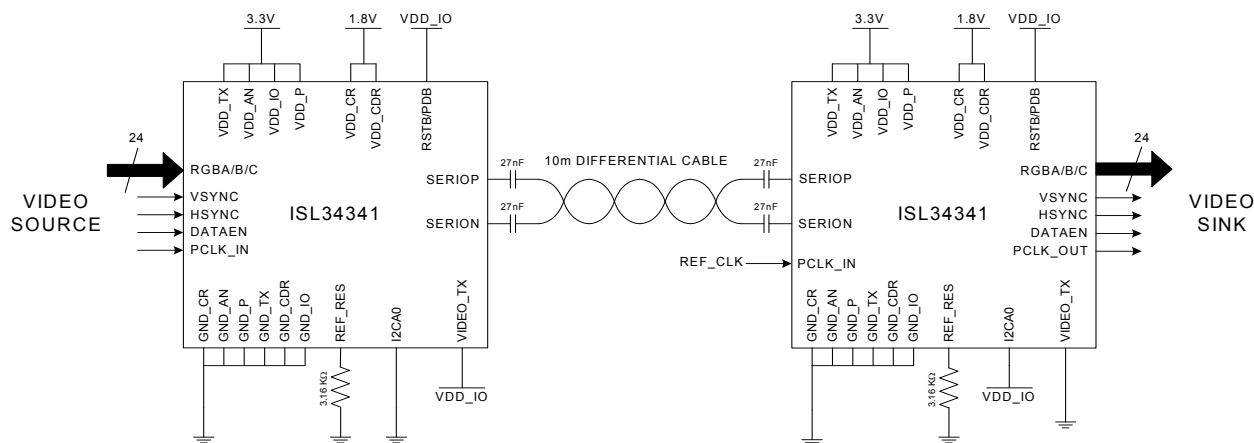 3.3V
1.8V
VDD_IO
3.3V
1.8V
VDD_IO
VDD_TX
VDD_AN
VDD_IO
VDD_P
VDD_CR
VDD_CDR
RSTB/PDB
VDD_TX
VDD_AN
VDD_IO
VDD_P
VDD_CR
VDD_CDR
RSTB/PDB
24
RGBA/B/C
VSYNC
HSYNC
DATAEN
PCLK_IN
VIDEO
SOURCE
ISL34341
SERIOP
SERION
27nF
27nF
10m DIFFERENTIAL CABLE
27nF
27nF
SERIOP
SERION
REF_CLK
PCLK_IN
ISL34341
24
RGBA/B/C
VSYNC
HSYNC
DATAEN
PCLK_OUT
VIDEO
SINK
GND_CR
GND_AN
GND_P
GND_TX
GND_CDR
GND_IO
REF_RES
I2CA0
VIDEO_TX
3.16 KΩ
VDD_IO
GND_CR
GND_AN
GND_P
GND_TX
GND_CDR
GND_IO
REF_RES
I2CA0
VIDEO_TX
3.16 KΩ
VDD_IO